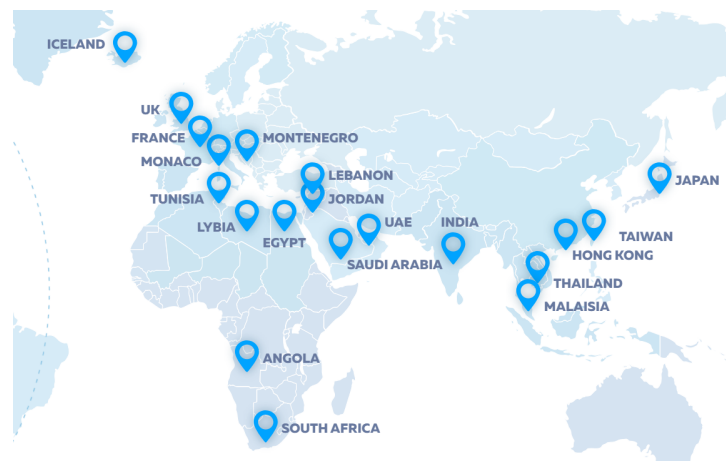 ICELAND
UK
FRANCE
MONTENEGRO
MONACO
LEBANON
JAPAN
TUNISIA
JORDAN
LYBIA
UAE
INDIA
TAIWAN
EGYPT
HONG KONG
SAUDI ARABIA
THAILAND
MALAISIA
ANGOLA
SOUTH AFRICA